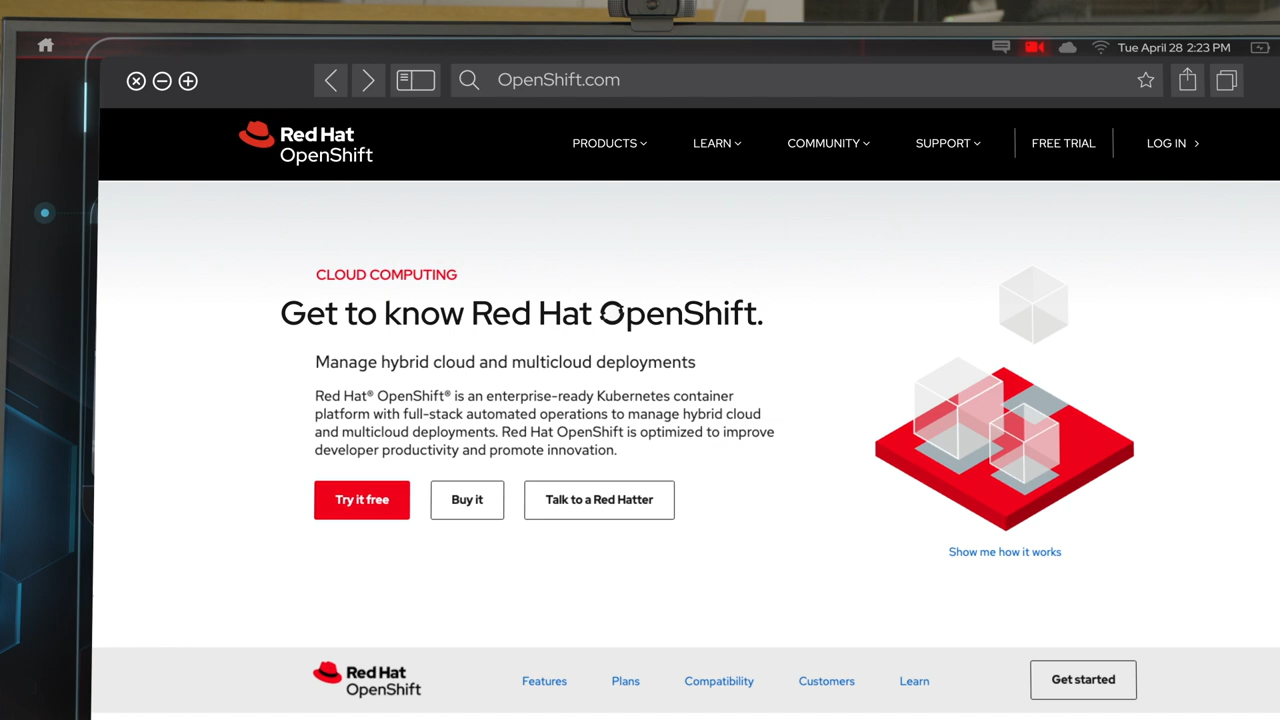 Tue April 28 2:23 PM
OpenShift.com
Red Hat
OpenShift
PRODUCTS
LEARN
COMMUNITY
SUPPORT
FREE TRIAL
LOG IN
CLOUD COMPUTING
Get to know Red Hat OpenShift.
Manage hybrid cloud and multicloud deployments
Red Hat® OpenShift® is an enterprise-ready Kubernetes container
platform with full-stack automated operations to manage hybrid cloud
and multicloud deployments. Red Hat OpenShift is optimized to improve
developer productivity and promote innovation.
Try it free
Buy it
Talk to a Red Hatter
Show me how it works
Red Hat
OpenShift
Features
Plans
Compatibility
Customers
Learn
Get started